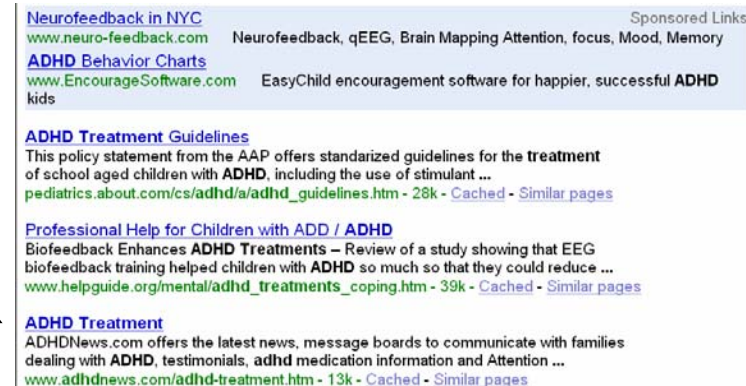 Neurofeedback in NYC Sponsored Links
www.neuro-feedback.com Neurofeedback, qEEG, Brain Mapping Attention, focus, Mood, Memory
ADHD Behavior Charts
www.EncourageSoftware.com EasyChild encouragement software for happier, successful ADHD
kids
ADHD Treatment Guidelines
This policy statement from the AAP offers standarized guidelines for the treatment
of school aged children with ADHD, including the use of stimulant ...
pediatrics.about.com/cs/adhd/a/adhd_guidelines.htm - 28k - Cached - Similar pages
Professional Help for Children with ADD / ADHD
Biofeedback Enhances ADHD Treatments – Review of a study showing that EEG
biofeedback training helped children with ADHD so much so that they could reduce ...
www.helpguide.org/mental/adhd_treatments_coping.htm - 39k - Cached - Similar pages
ADHD Treatment
ADHDNews.com offers the latest news, message boards to communicate with families
dealing with ADHD, testimonials, adhd medication information and Attention ...
www.adhdnews.com/adhd-treatment.htm - 13k - Cached - Similar pages